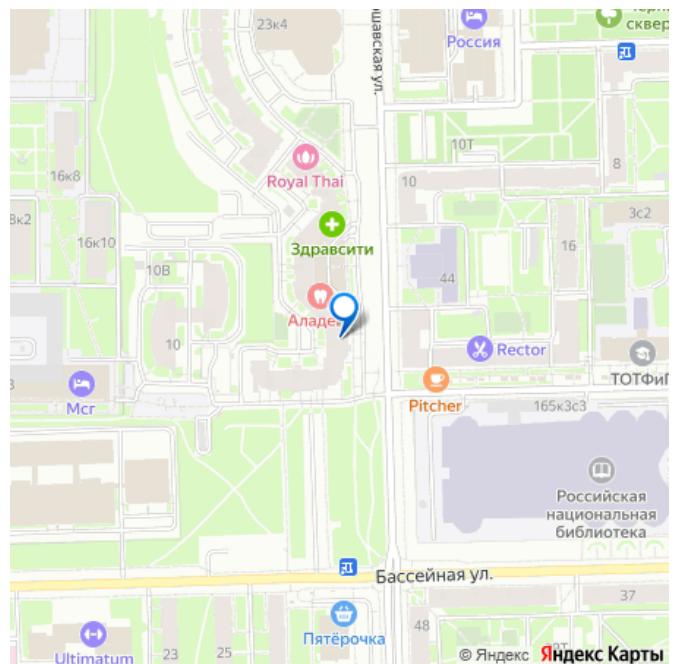 23к4
Россия
сквер
шавская ул.
16к8
Royal Thai
10Т
8
10
Здравсити
3с2
8к2
16к10
16
10В
44
Аладе
10
Rector
Мсг
Pitcher
ТОТФиГ
165к3с3
Российская
национальная
библиотека
Бассейная ул.
37
Пятёрочка
48
Ultimatum
23
25
© Яндекс Яндекс Карты